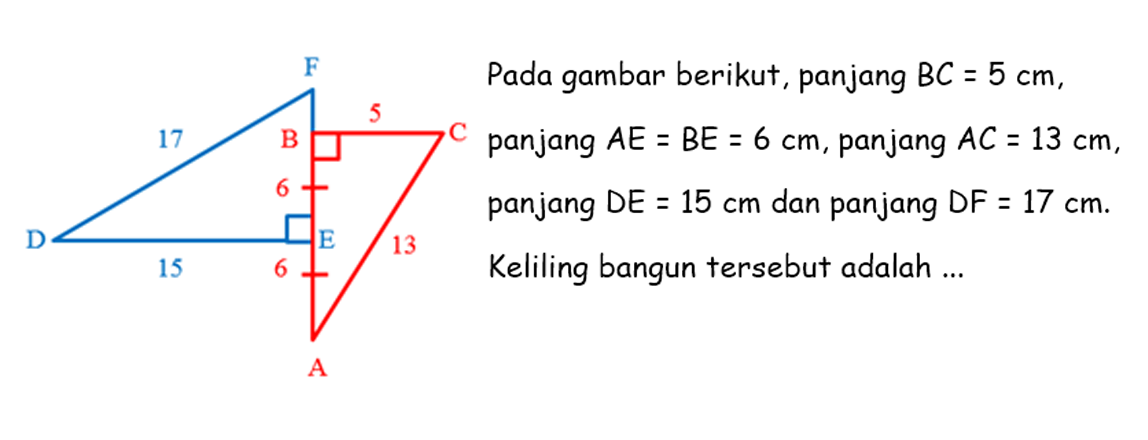 F
17
B
5
C
6
D
E
15
6
13
A
Pada gambar berikut, panjang BC = 5 cm,
panjang AE = BE = 6 cm, panjang AC = 13 cm,
panjang DE = 15 cm dan panjang DF = 17 cm.
Keliling bangun tersebut adalah ...